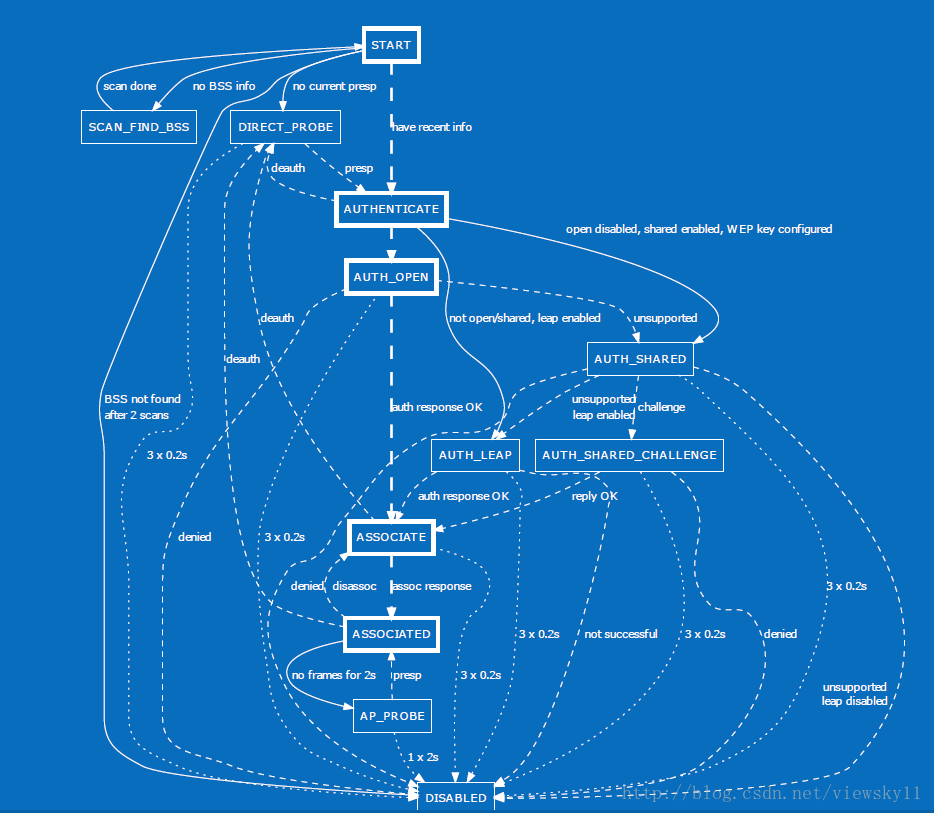 START
scan done
no BSS info
no current presp
SCAN_FIND_BSS
DIRECT_PROBE
have recent info
deauth
presp
AUTHENTICATE
open disabled, shared enabled, WEP key configured
AUTH_OPEN
deauth
not open/shared, leap enabled
unsupported
deauth
AUTH_SHARED
BSS not found
after 2 scans
auth response OK
unsupported
leap enabled
challenge
3 x 0.2s
AUTH_LEAP
AUTH_SHARED_CHALLENGE
auth response OK
reply OK
denied
3 x 0.2s
ASSOCIATE
denied
disassoc
assoc response
3 x 0.2s
ASSOCIATED
3 x 0.2s
not successful
3 x 0.2s
denied
no frames for 2s
presp
3 x 0.2s
unsupported
leap disabled
AP_PROBE
1 x 2s
DISABLED
http://blog.csdn.net/viewsky11